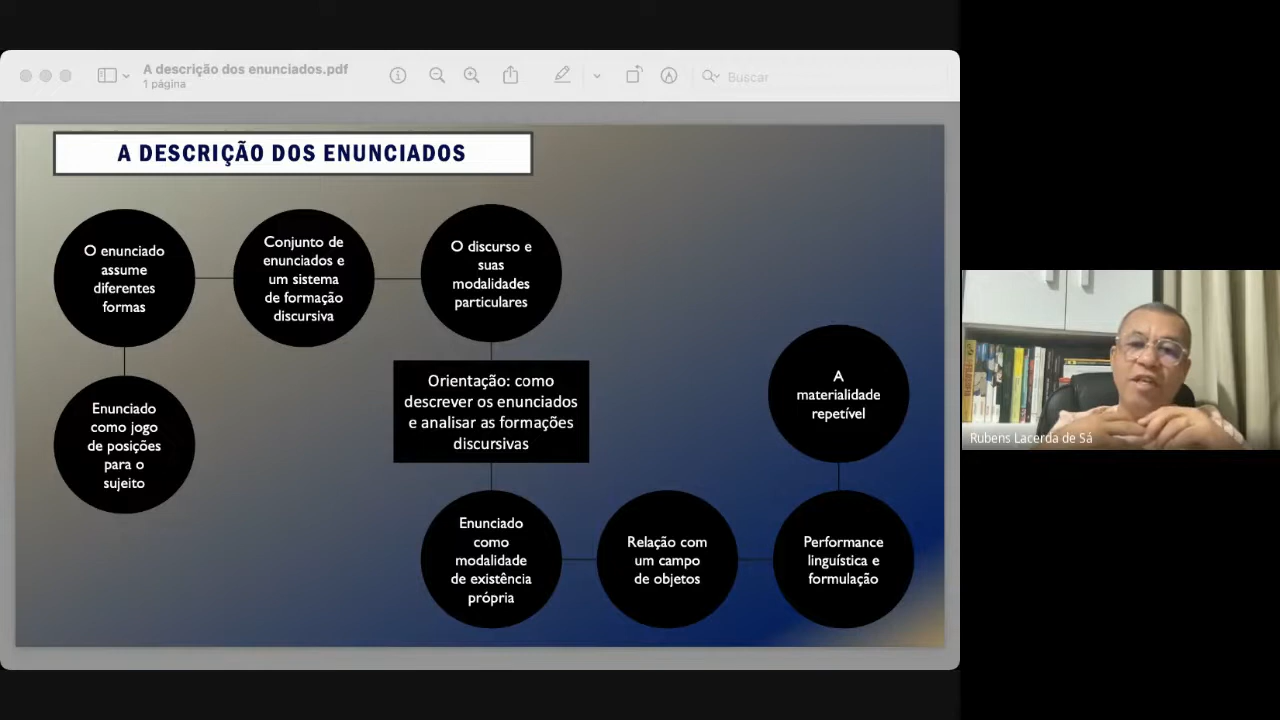 A descrição dos enunciados.pdf
1 página
Buscar
A DESCRIÇÃO DOS ENUNCIADOS
O enunciado
assume
diferentes
formas
Conjunto de
enunciados e
um sistema
de formação
discursiva
O discurso e
suas
modalidades
particulares
Enunciado
como jogo
de posições
para o
sujeito
Orientação: como
descrever os enunciados
e analisar as formações
discursivas
A
materialidade
repetível
Enunciado
como
modalidade
de existência
própria
Relação com
um campo
de objetos
Performance
linguística e
formulação
Rubens Lacerda de Sá